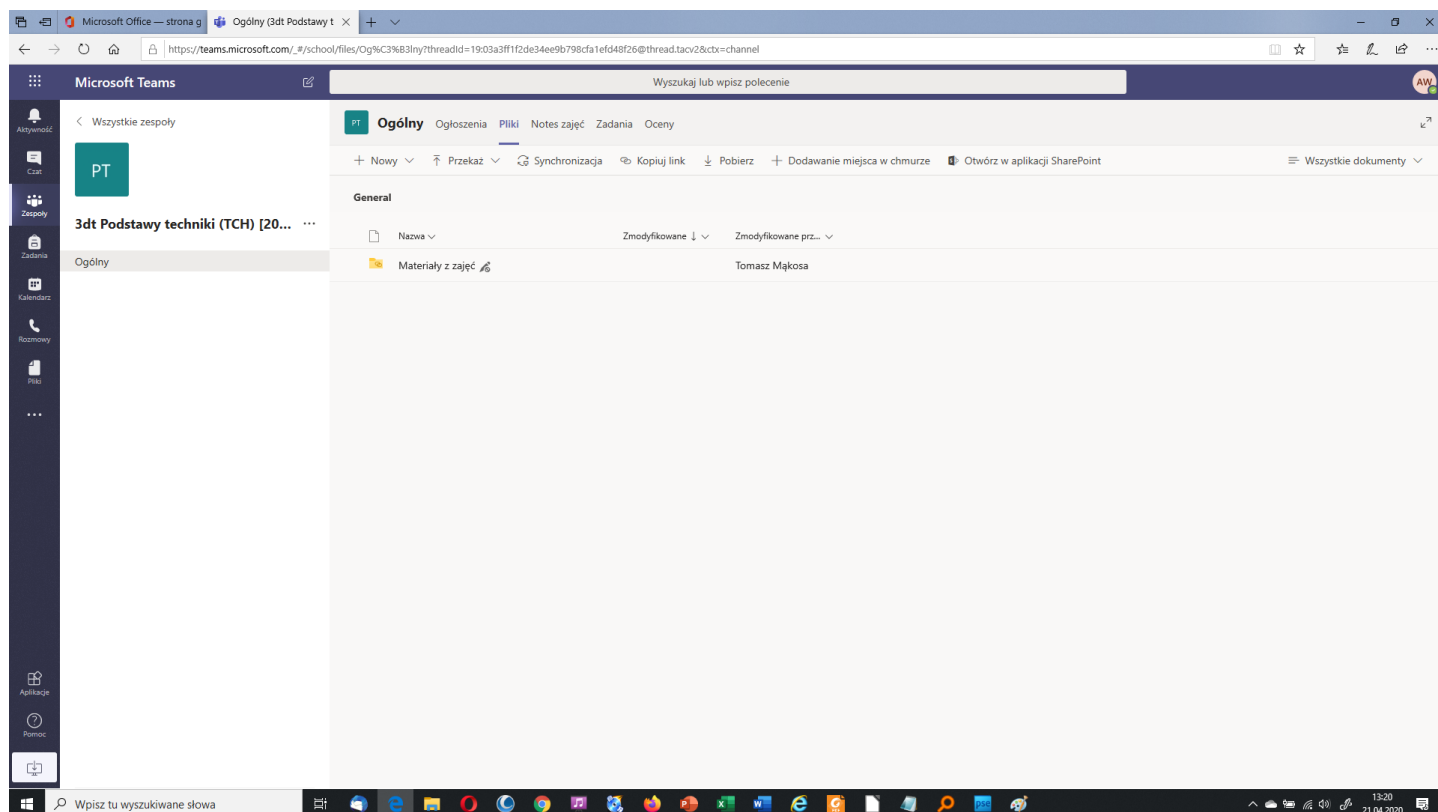 Microsoft Office — strona g
Ogólny (3dt Podstawy t
https://teams.microsoft.com/_#/school/files/Og%C3%B3lny?threadId=19:03a3ff1f2de34ee9b798cfa1efd48f26@thread.tacv2&ctx=channel
Microsoft Teams
Wyszukaj lub wpisz polecenie
AW
Aktywność
Czat
Zespoły
Zadania
Kalendarz
Rozmowy
Pliki
Aplikacje
Pomoc
Wszystkie zespoły
PT
3dt Podstawy techniki (TCH) [20...
Ogólny
PT Ogólny Ogłoszenia Pliki Notes zajęć Zadania Oceny
Nowy Przekaż Synchronizacja Kopiuj link Pobierz Dodawanie miejsca w chmurze Otwórz w aplikacji SharePoint Wszystkie dokumenty
General
Nazwa Zmodyfikowane Zmodyfikowane prz...
Materiały z zajęć Tomasz Mąkosa
Wpisz tu wyszukiwane słowa
pse
13:20
21.04.2020